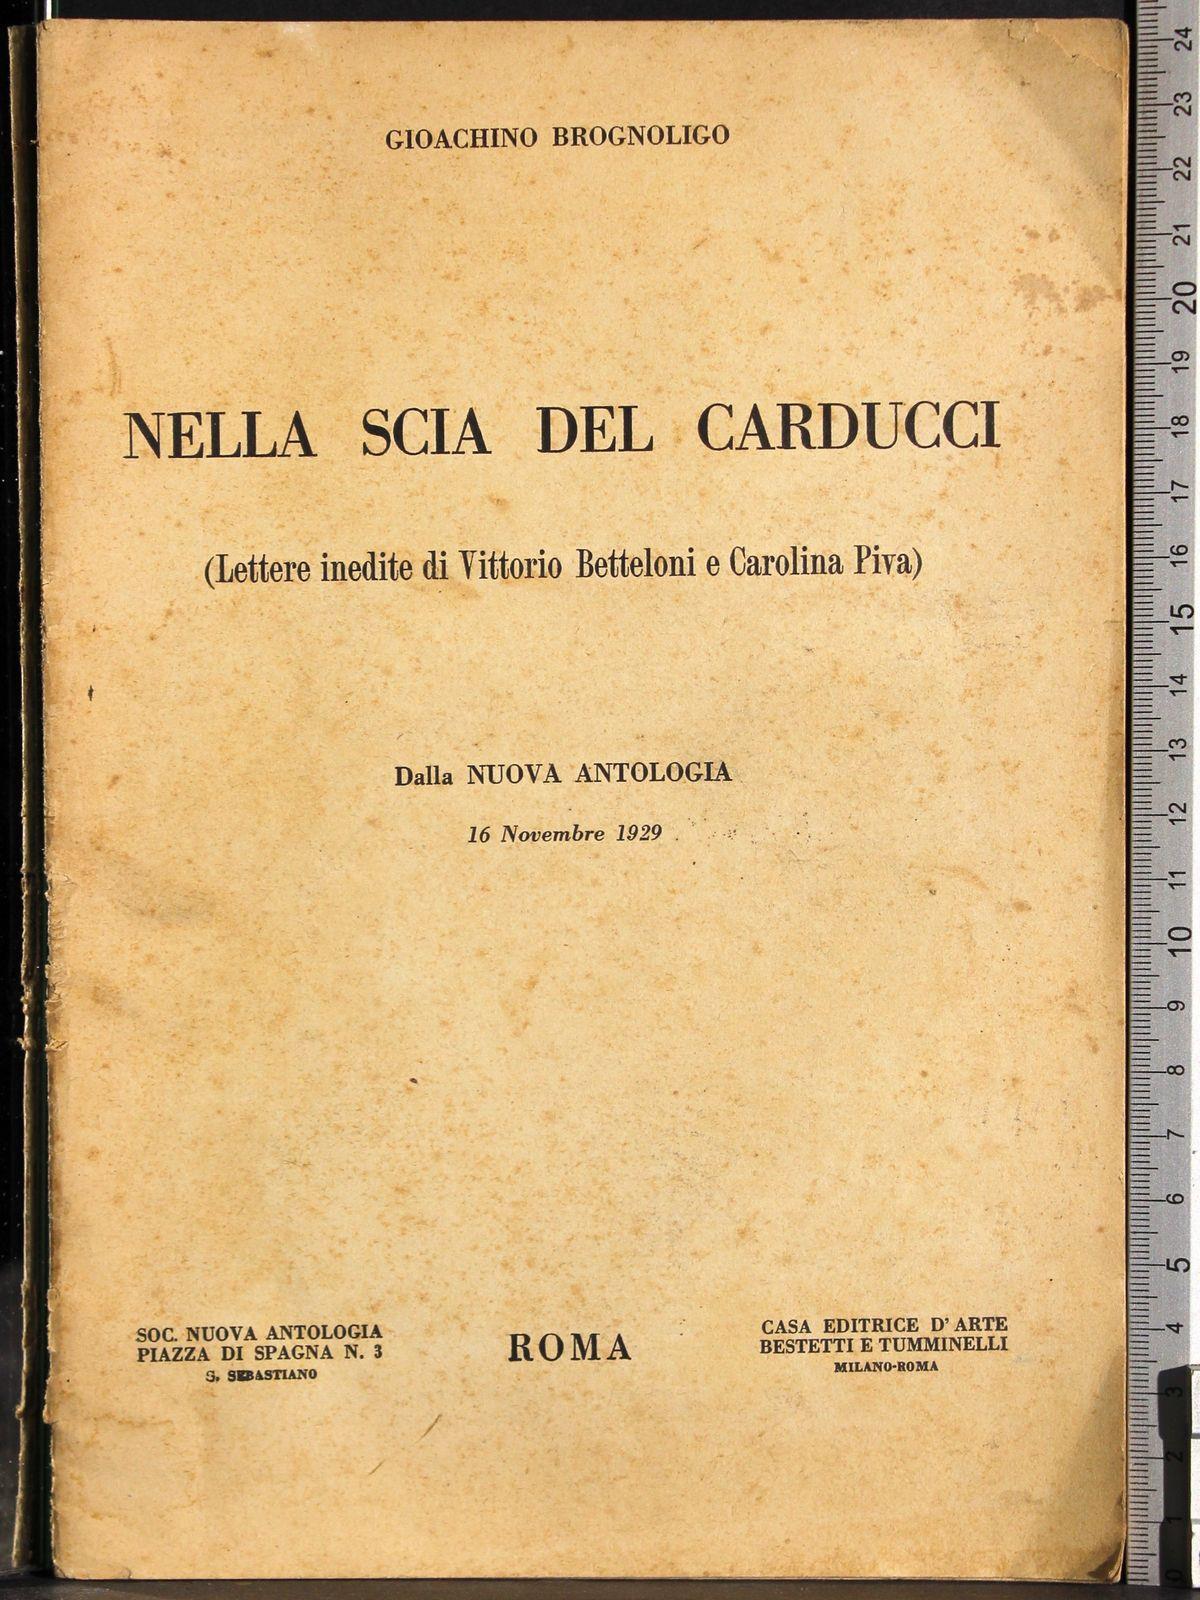 GIOACHINO BROGNOLIGO
NELLA SCIA DEL CARDUCCI
(Lettere inedite di Vittorio Betteloni e Carolina Piva)
Dalla NUOVA ANTOLOGIA
16 Novembre 1929
SOC. NUOVA ANTOLOGIA
PIAZZA DI SPAGNA N. 3
S. SEBASTIANO
ROMA
CASA EDITRICE D' ARTE
BESTETTI E TUMMINELLI
MILANO-ROMA
24
23
22
21
20
19
18
17
16
15
14
13
12
11
10
9
8
7
6
5
4
3
2
1
0